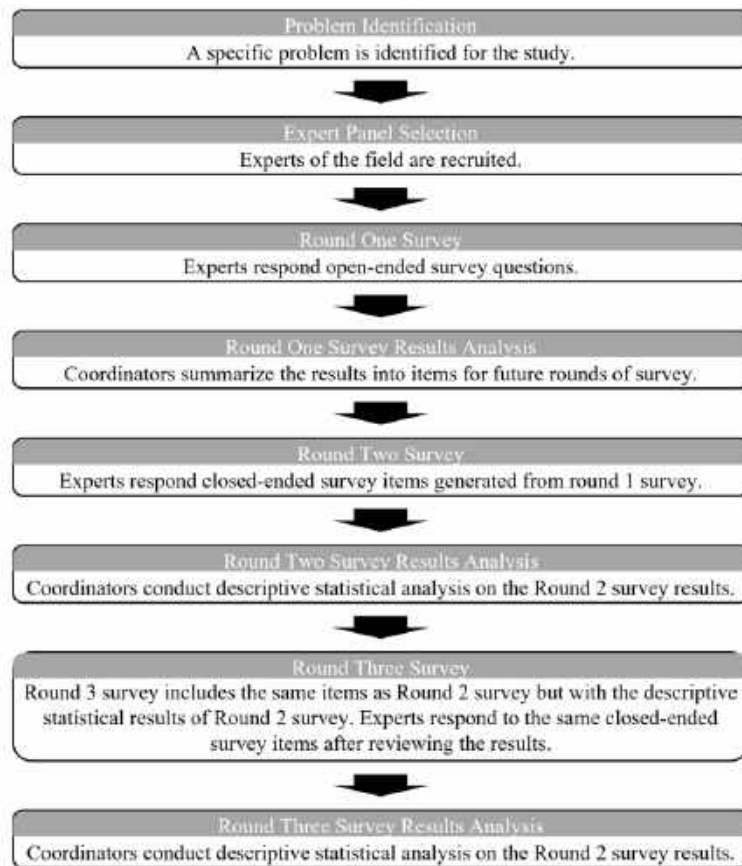 Problem Identification
A specific problem is identified for the study.
Expert Panel Selection
Experts of the field are recruited.
Round One Survey
Experts respond open-ended survey questions.
Round One Survey Results Analysis
Coordinators summarize the results into items for future rounds of survey.
Round Two Survey
Experts respond closed-ended survey items generated from round 1 survey.
Round Two Survey Results Analysis
Coordinators conduct descriptive statistical analysis on the Round 2 survey results.
Round Three Survey
Round 3 survey includes the same items as Round 2 survey but with the descriptive
statistical results of Round 2 survey. Experts respond to the same closed-ended
survey items after reviewing the results.
Round Three Survey Results Analysis
Coordinators conduct descriptive statistical analysis on the Round 2 survey results.